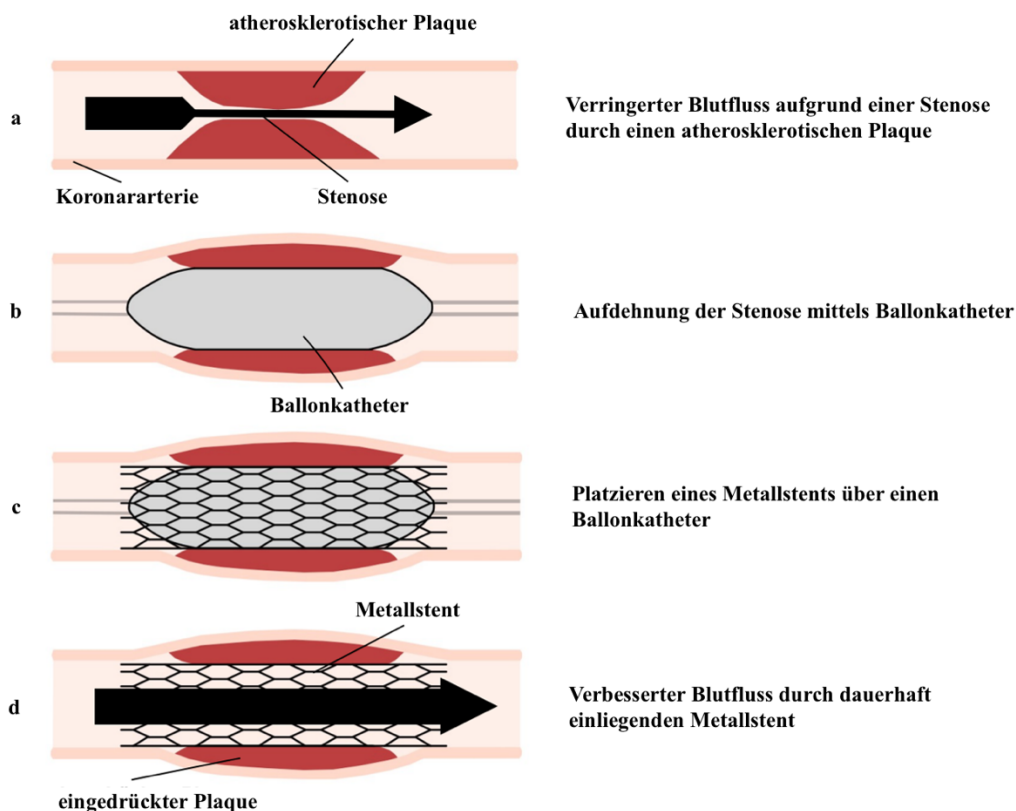 atherosklerotischer Plaque
a
Verringerter Blutfluss aufgrund einer Stenose
durch einen atherosklerotischen Plaque
Koronararterie
Stenose
b
Aufdehnung der Stenose mittels Ballonkatheter
Ballonkatheter
c
Platzieren eines Metallstents über einen
Ballonkatheter
Metallstent
d
Verbesserter Blutfluss durch dauerhaft
einliegenden Metallstent
eingedrückter Plaque